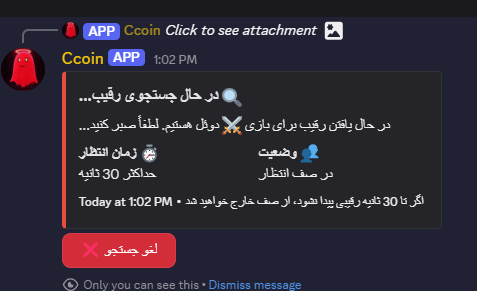 APP Ccoin Click to see attachment
Ccoin APP 1:02 PM
در حال جستجوی رقیب...
در حال یافتن رقیب برای بازی ⚔️ دوئل هستیم. لطفاً صبر کنید...
وضعیت
در صف انتظار
زمان انتظار
حداکثر 30 ثانیه
اگر تا 30 ثانیه رقیبی پیدا نشود، از صف خارج خواهید شد • Today at 1:02 PM
لغو جستجو
Only you can see this • Dismiss message